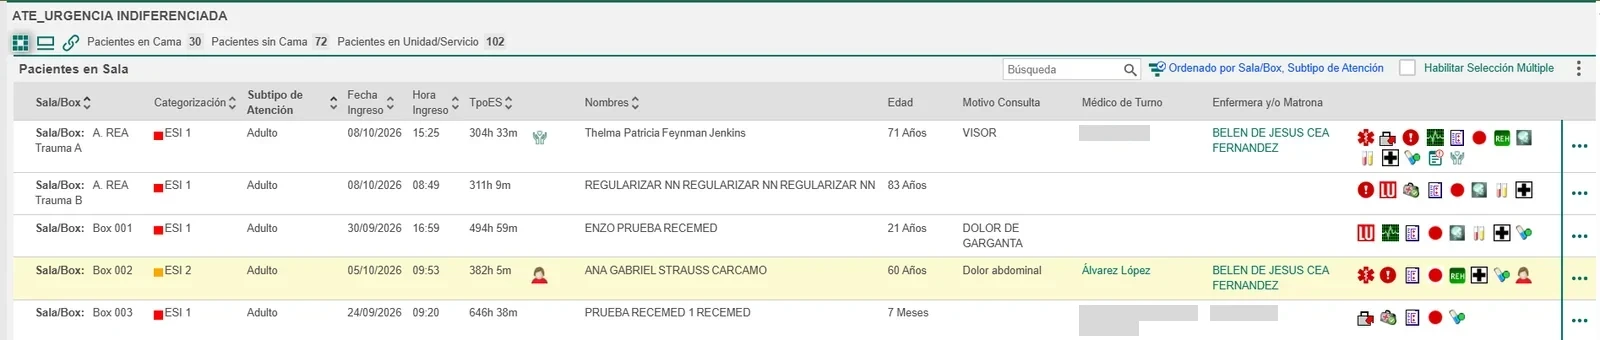 ATE_URGENCIA INDIFERENCIADA
Pacientes en Cama 30 Pacientes sin Cama 72 Pacientes en Unidad/Servicio 102
Pacientes en Sala Búsqueda Ordenado por Sala/Box, Subtipo de Atención Habilitar Selección Múltiple
Sala/Box Categorización Subtipo de Atención Fecha Ingreso Hora Ingreso TpoES Nombres Edad Motivo Consulta Médico de Turno Enfermera y/o Matrona
Sala/Box: A. REA Trauma A ESI 1 Adulto 08/10/2026 15:25 304h 33m Thelma Patricia Feynman Jenkins 71 Años VISOR BELEN DE JESUS CEA FERNANDEZ REH
Sala/Box: A. REA Trauma B ESI 1 Adulto 08/10/2026 08:49 311h 9m REGULARIZAR NN REGULARIZAR NN REGULARIZAR NN 83 Años LU
Sala/Box: Box 001 ESI 1 Adulto 30/09/2026 16:59 494h 59m ENZO PRUEBA RECEMED 21 Años DOLOR DE GARGANTA LU
Sala/Box: Box 002 ESI 2 Adulto 05/10/2026 09:53 382h 5m ANA GABRIEL STRAUSS CARCAMO 60 Años Dolor abdominal Álvarez López BELEN DE JESUS CEA FERNANDEZ REH
Sala/Box: Box 003 ESI 1 Adulto 24/09/2026 09:20 646h 38m PRUEBA RECEMED 1 RECEMED 7 Meses